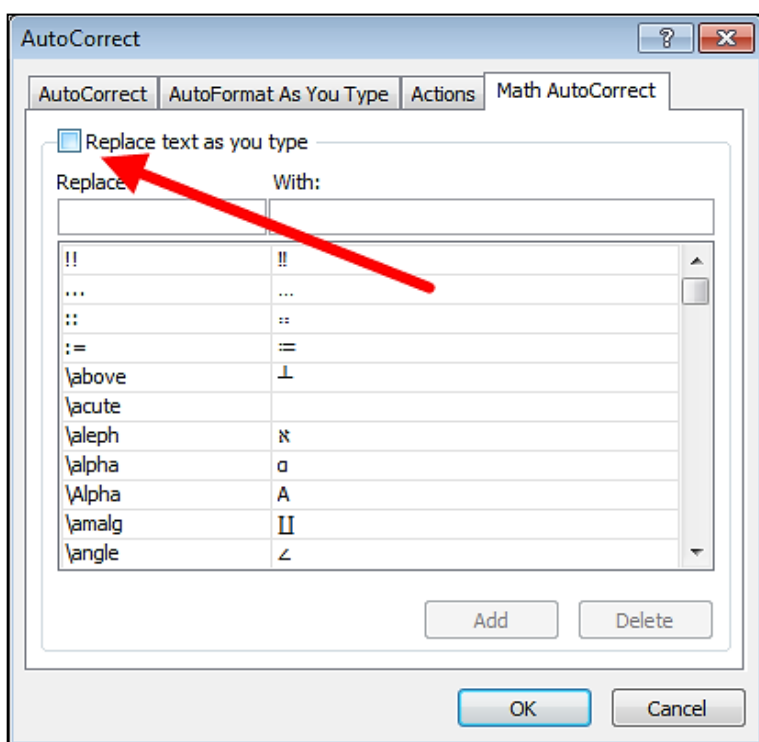 AutoCorrect
AutoCorrect AutoFormat As You Type Actions Math AutoCorrect
Replace text as you type
Replace With:
!! ‼
... …
:: ∷
:= ≔
\above ┴
\acute
\aleph ℵ
\alpha ɑ
\Alpha Α
\amalg ∐
\angle ∠
Add Delete
OK Cancel